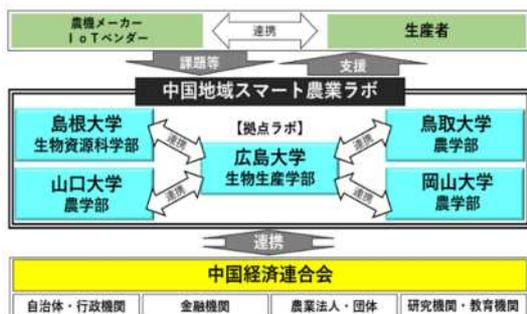 農機メーカー
IoTベンダー
連携
生産者
課題等
支援
中国地域スマート農業ラボ
島根大学
生物資源科学部
【拠点ラボ】
鳥取大学
農学部
連携
連携
広島大学
生物生産学部
山口大学
農学部
連携
連携
岡山大学
農学部
連携
中国経済連合会
自治体・行政機関
金融機関
農業法人・団体
研究機関・教育機関